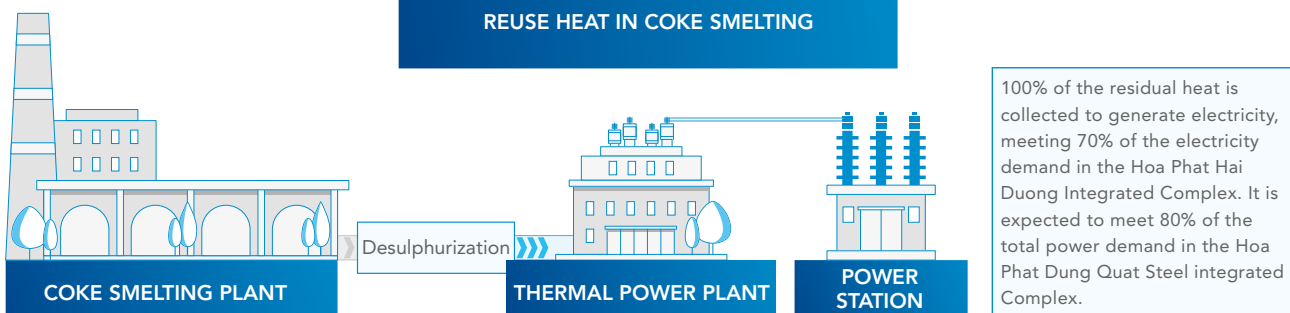 REUSE HEAT IN COKE SMELTING
100% of the residual heat is
collected to generate electricity,
meeting 70% of the electricity
demand in the Hoa Phat Hai
Duong Integrated Complex. It is
expected to meet 80% of the
total power demand in the Hoa
Phat Dung Quat Steel integrated
Complex.
Desulphurization
COKE SMELTING PLANT
THERMAL POWER PLANT
POWER
STATION